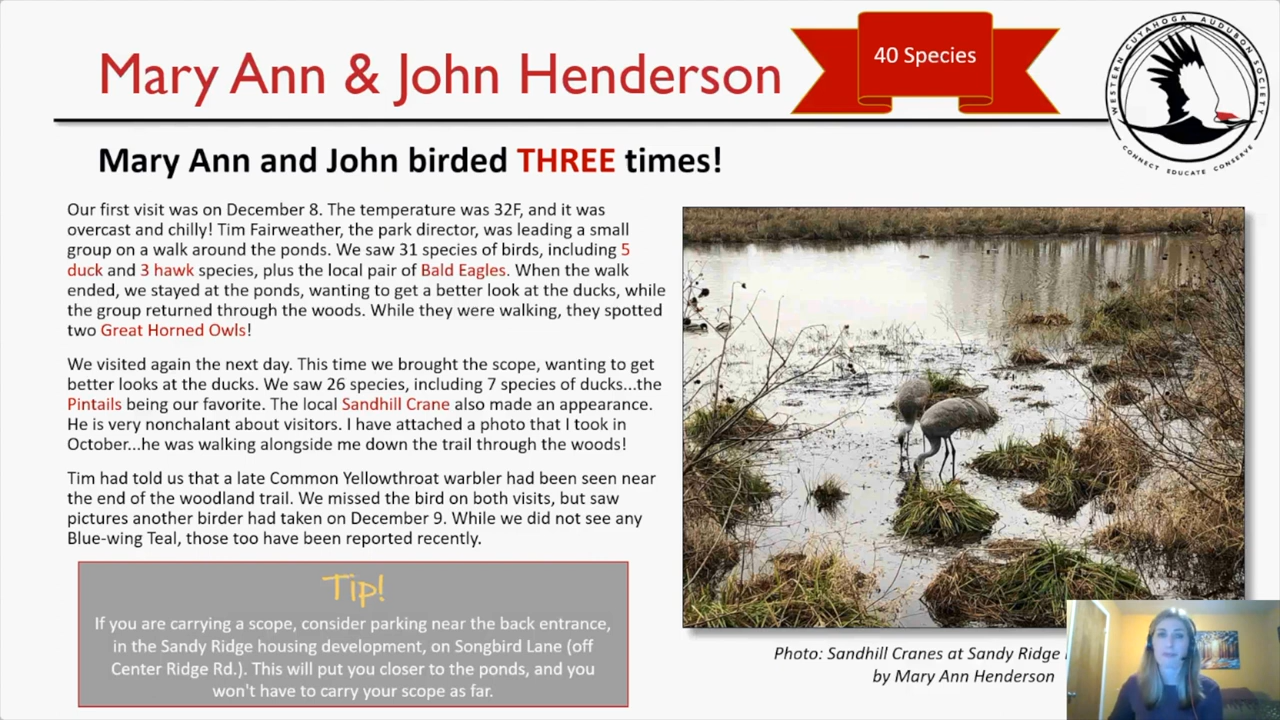 Mary Ann & John Henderson
40 Species
WESTERN CUYAHOGA AUDUBON SOCIETY
CONNECT EDUCATE CONSERVE
Mary Ann and John birded THREE times!
Our first visit was on December 8. The temperature was 32F, and it was
overcast and chilly! Tim Fairweather, the park director, was leading a small
group on a walk around the ponds. We saw 31 species of birds, including 5
duck and 3 hawk species, plus the local pair of Bald Eagles. When the walk
ended, we stayed at the ponds, wanting to get a better look at the ducks, while
the group returned through the woods. While they were walking, they spotted
two Great Horned Owls!
We visited again the next day. This time we brought the scope, wanting to get
better looks at the ducks. We saw 26 species, including 7 species of ducks...the
Pintails being our favorite. The local Sandhill Crane also made an appearance.
He is very nonchalant about visitors. I have attached a photo that I took in
October...he was walking alongside me down the trail through the woods!
Tim had told us that a late Common Yellowthroat warbler had been seen near
the end of the woodland trail. We missed the bird on both visits, but saw
pictures another birder had taken on December 9. While we did not see any
Blue-wing Teal, those too have been reported recently.
Tip!
If you are carrying a scope, consider parking near the back entrance,
in the Sandy Ridge housing development, on Songbird Lane (off
Center Ridge Rd.). This will put you closer to the ponds, and you
won't have to carry your scope as far.
Photo: Sandhill Cranes at Sandy Ridge
by Mary Ann Henderson